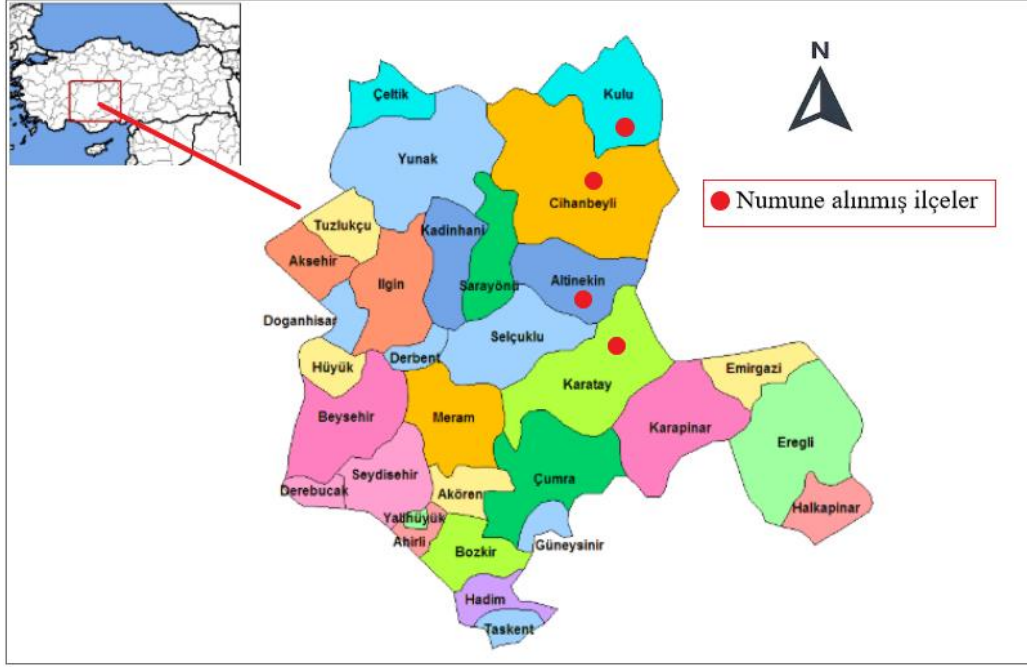 N
Numune alınmış ilçeler
Çeltik
Kulu
Yunak
Cihanbeyli
Tuzlukçu
Kadinhani
Aksehir
Ilgin
Sarayönü
Altinekin
Doganhisar
Selçuklu
Derbent
Hüyük
Emirgazi
Karatay
Beysehir
Meram
Karapinar
Eregli
Seydisehir
Çumra
Derebucak
Akören
Halkapinar
Yalihüyük
Ahirli
Güneysinir
Bozkir
Hadim
Taskent